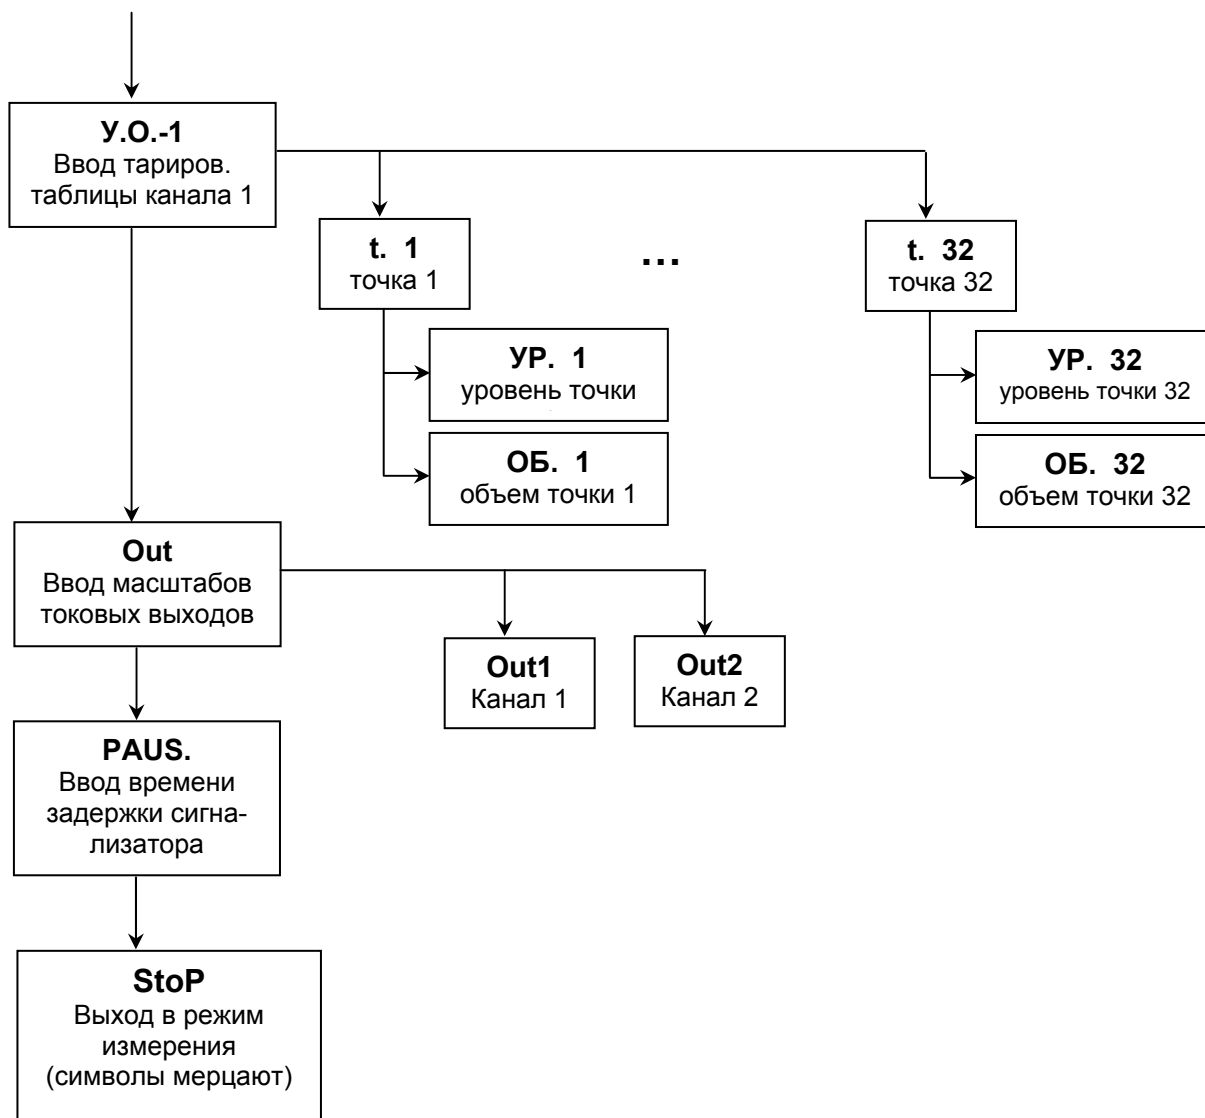 У.О.-1
Ввод тариров.
таблицы канала 1
t. 1
точка 1
...
t. 32
точка 32
УР. 1
уровень точки
ОБ. 1
объем точки 1
УР. 32
уровень точки 32
ОБ. 32
объем точки 32
Out
Ввод масштабов
токовых выходов
Out1
Канал 1
Out2
Канал 2
PAUS.
Ввод времени
задержки сигна-
лизатора
StoP
Выход в режим
измерения
(символы мерцают)